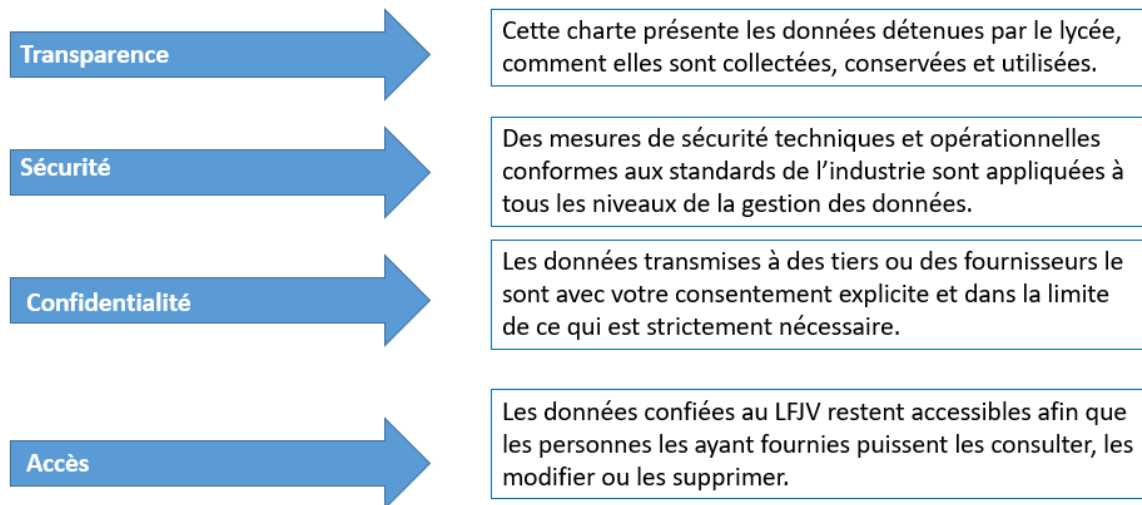 Transparence
Cette charte présente les données détenues par le lycée,
comment elles sont collectées, conservées et utilisées.
Sécurité
Des mesures de sécurité techniques et opérationnelles
conformes aux standards de l’industrie sont appliquées à
tous les niveaux de la gestion des données.
Confidentialité
Les données transmises à des tiers ou des fournisseurs le
sont avec votre consentement explicite et dans la limite
de ce qui est strictement nécessaire.
Accès
Les données confiées au LFJV restent accessibles afin que
les personnes les ayant fournies puissent les consulter, les
modifier ou les supprimer.